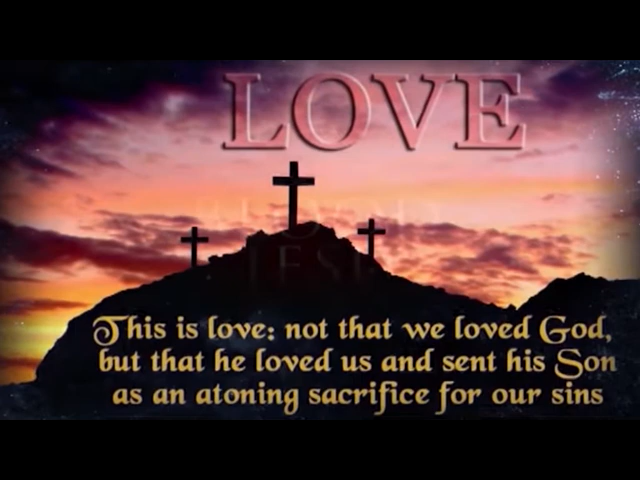 LOVE
This is love: not that we loved God,
but that he loved us and sent his Son
as an atoning sacrifice for our sins